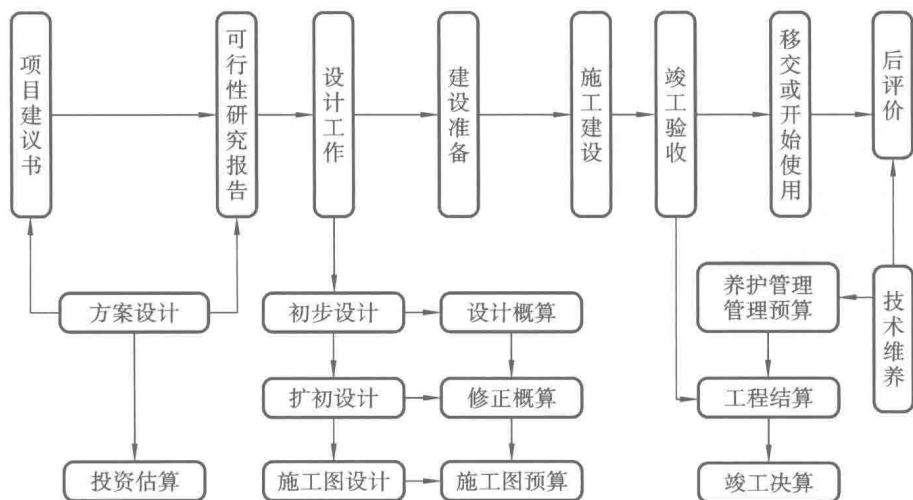 项目建议书
可行性研究报告
设计工作
建设准备
施工建设
竣工验收
移交或开始使用
后评价
方案设计
初步设计
设计概算
养护管理
管理预算
技术维养
扩初设计
修正概算
工程结算
投资估算
施工图设计
施工图预算
竣工决算